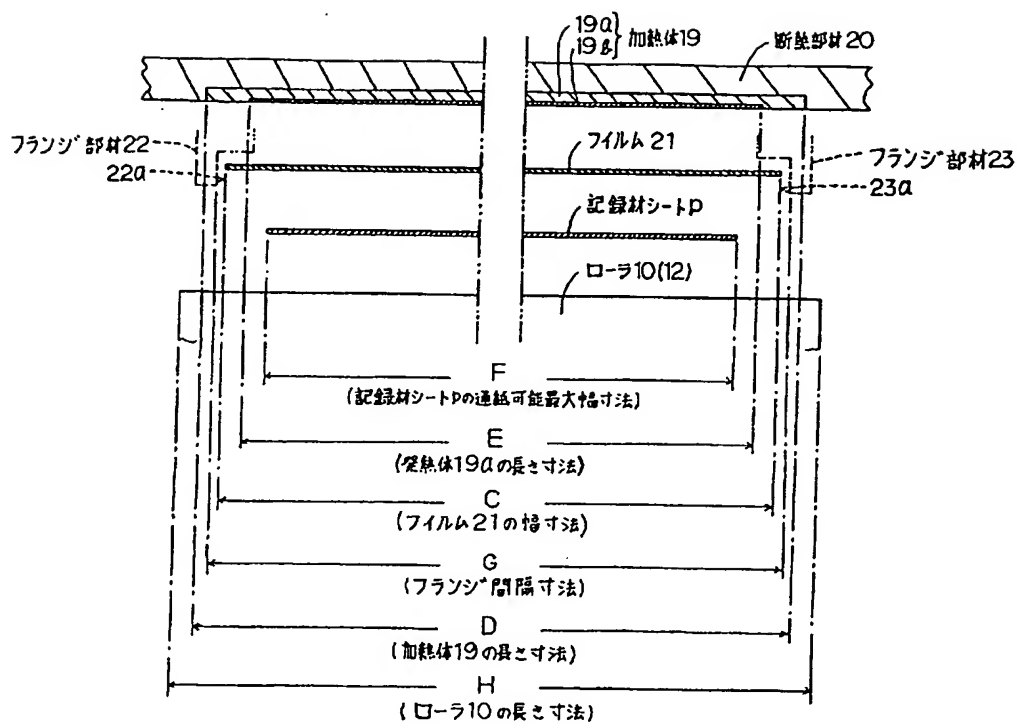 19a
19b } 加熱体19
断熱部材20
フランジ部材22
22a
フイルム21
フランジ部材23
23a
記録材シートP
ローラ10(12)
F
(記録材シートPの通紙可能最大幅寸法)
E
(発熱体19aの長さ寸法)
C
(フイルム21の幅寸法)
G
(フランジ間隔寸法)
D
(加熱体19の長さ寸法)
H
(ローラ10の長さ寸法)